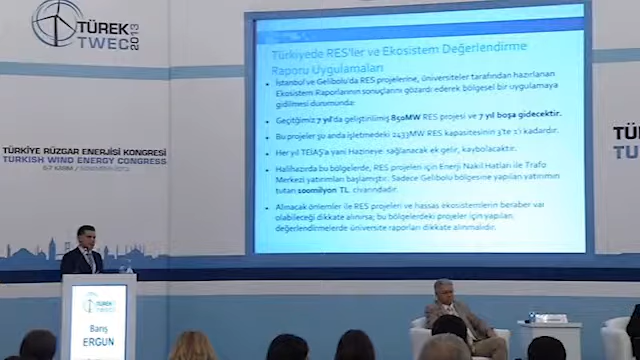 TÜREK
TWEC 2013
TÜRKİYE RÜZGAR ENERJİSİ KONGRESİ
TURKISH WIND ENERGY CONGRESS
Türkiyede RES'ler ve Ekosistem Değerlendirme
Raporu Uygulamaları
İstanbul ve Gelibolu'da RES projelerine, üniversiteler tarafından hazırlanan
Ekosistem Raporlarının sonuçlarını gözardı ederek bölgesel bir uygulamaya
gidilmesi durumunda:
Geçtiğimiz 7 yıl'da geliştirilmiş 850MW RES projesi ve 7 yıl boşa gidecektir.
Bu projeler şu anda işletmedeki 2433MW RES kapasitesinin 3'te 1'i kadardır.
Her yıl TEİAŞ'a yani Hazineye sağlanacak ek gelir, kaybolacaktır.
Halihazırda bu bölgelerde, RES projeleri için Enerji Nakil Hatları ile Trafo
Merkezi yatırımları başlamıştır. Sadece Gelibolu bölgesine yapılan yatırımın
tutarı 100milyon TL civarındadır.
Alınacak önlemler ile RES projeleri ve hassas ekosistemlerin beraber var
olabileceği dikkate alınırsa; bu bölgelerdeki projeler için yapılan
değerlendirmelerde üniversite raporları dikkate alınmalıdır.
TÜREK
TWEC
Barış
ERGUN